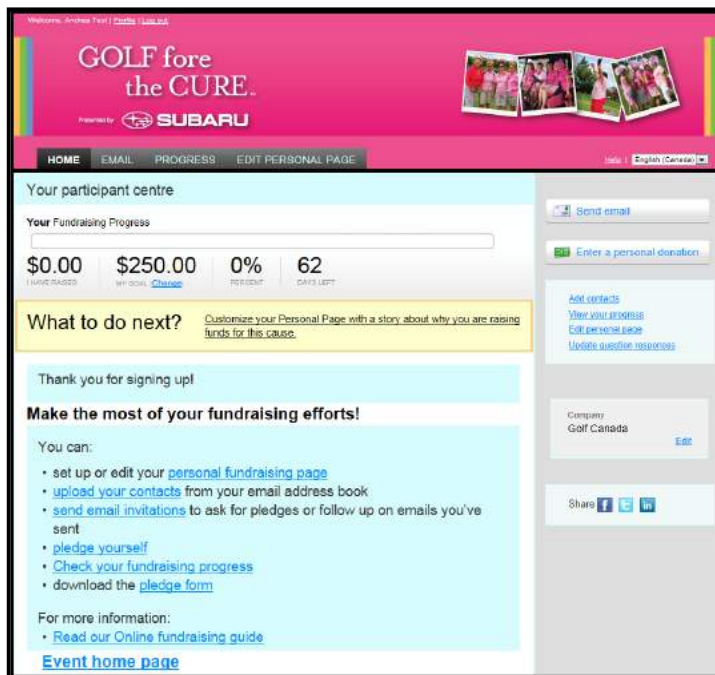 Welcome, Andrea Test | Profile | Log out
GOLF fore
the CURE™
Presented by SUBARU
HOME EMAIL PROGRESS EDIT PERSONAL PAGE
Help | English (Canada)
Your participant centre
Your Fundraising Progress
$0.00 $250.00 0% 62
I HAVE RAISED MY GOAL (Change) PERCENT DAYS LEFT
What to do next?
Customize your Personal Page with a story about why you are raising
funds for this cause.
Thank you for signing up!
Make the most of your fundraising efforts!
You can:
• set up or edit your personal fundraising page
• upload your contacts from your email address book
• send email invitations to ask for pledges or follow up on emails you've
sent
• pledge yourself
• Check your fundraising progress
• download the pledge form
For more information:
• Read our Online fundraising guide
Event home page
Send email
Enter a personal donation
Add contacts
View your progress
Edit personal page
Update question responses
Company
Golf Canada
Edit
Share